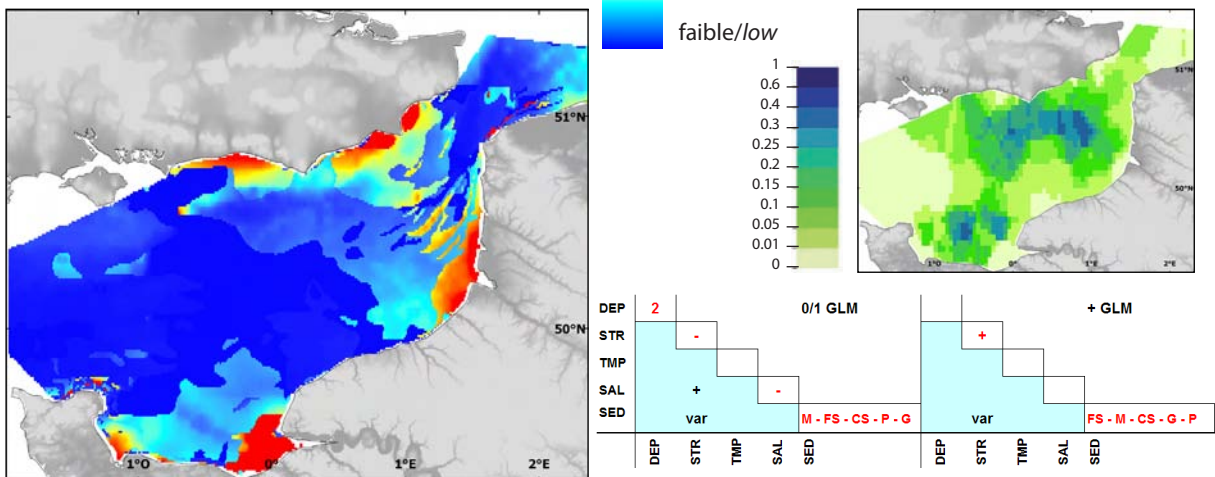 faible/low
1
0.6
0.4
0.3
0.2
0.15
0.1
0.05
0.01
0
51°N
50°N
1°O 0° 1°E 2°E
51°N
50°N
1°O 0° 1°E 2°E
DEP 2 0/1 GLM + GLM
STR - +
TMP
SAL + -
SED var M - FS - CS - P - G var FS - M - CS - G - P
DEP STR TMP SAL SED DEP STR TMP SAL SED